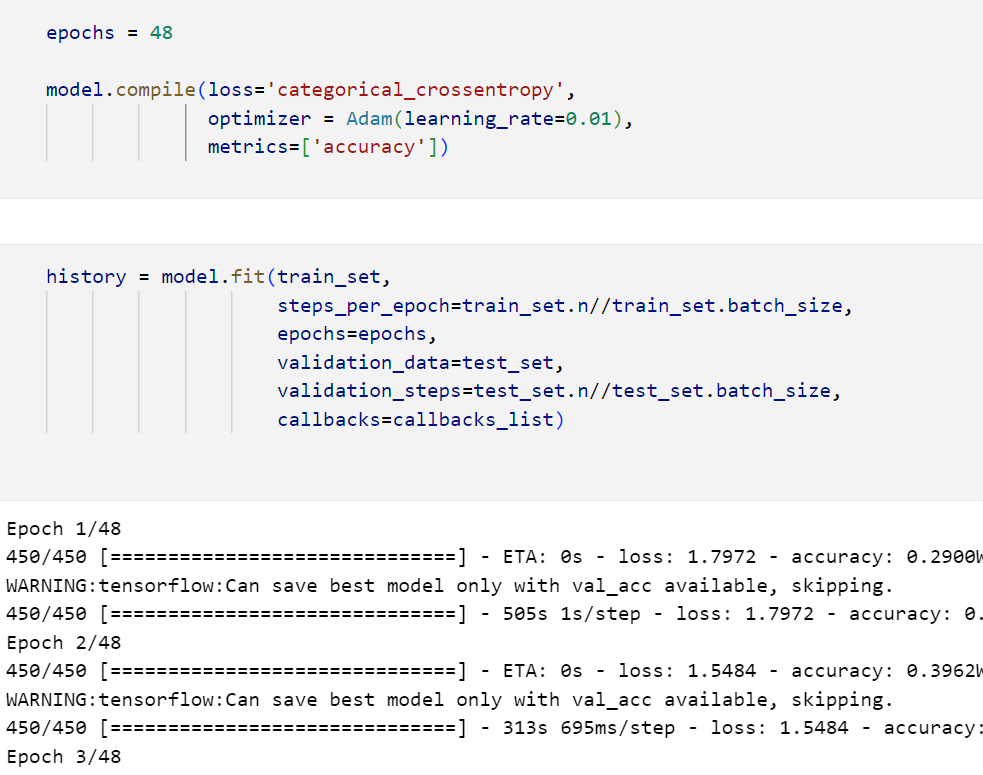 epochs = 48
model.compile(loss='categorical_crossentropy',
optimizer = Adam(learning_rate=0.01),
metrics=['accuracy'])
history = model.fit(train_set,
steps_per_epoch=train_set.n//train_set.batch_size,
epochs=epochs,
validation_data=test_set,
validation_steps=test_set.n//test_set.batch_size,
callbacks=callbacks_list)
Epoch 1/48
450/450 [==============================] - ETA: 0s - loss: 1.7972 - accuracy: 0.2900W
WARNING:tensorflow:Can save best model only with val_acc available, skipping.
450/450 [==============================] - 505s 1s/step - loss: 1.7972 - accuracy: 0.
Epoch 2/48
450/450 [==============================] - ETA: 0s - loss: 1.5484 - accuracy: 0.3962W
WARNING:tensorflow:Can save best model only with val_acc available, skipping.
450/450 [==============================] - 313s 695ms/step - loss: 1.5484 - accuracy:
Epoch 3/48